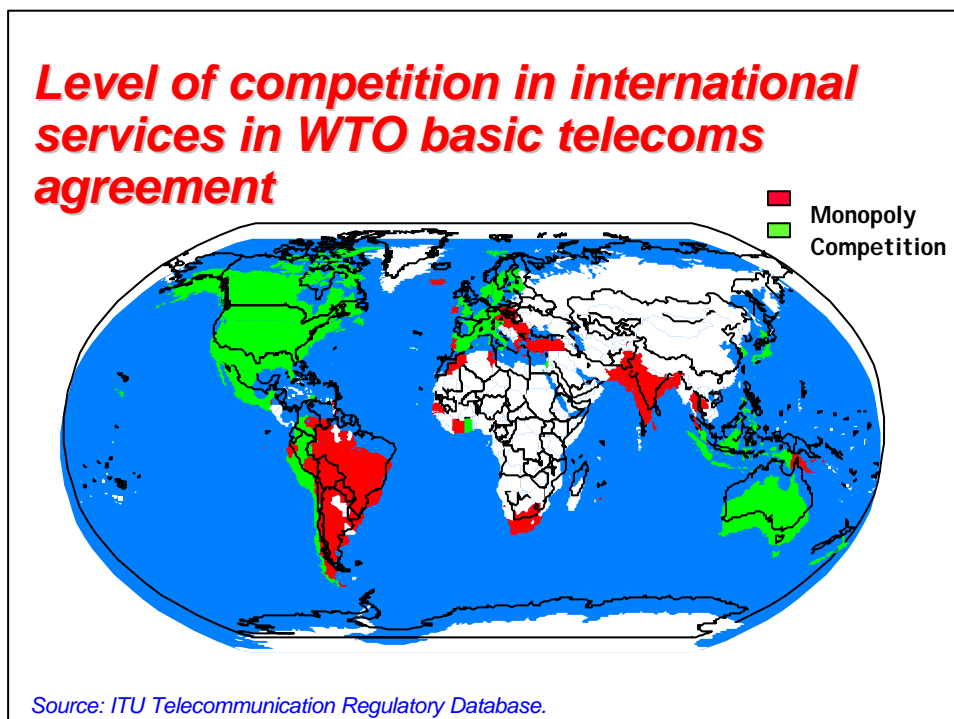 Level of competition in international
services in WTO basic telecoms
agreement
Monopoly
Competition
Source: ITU Telecommunication Regulatory Database.